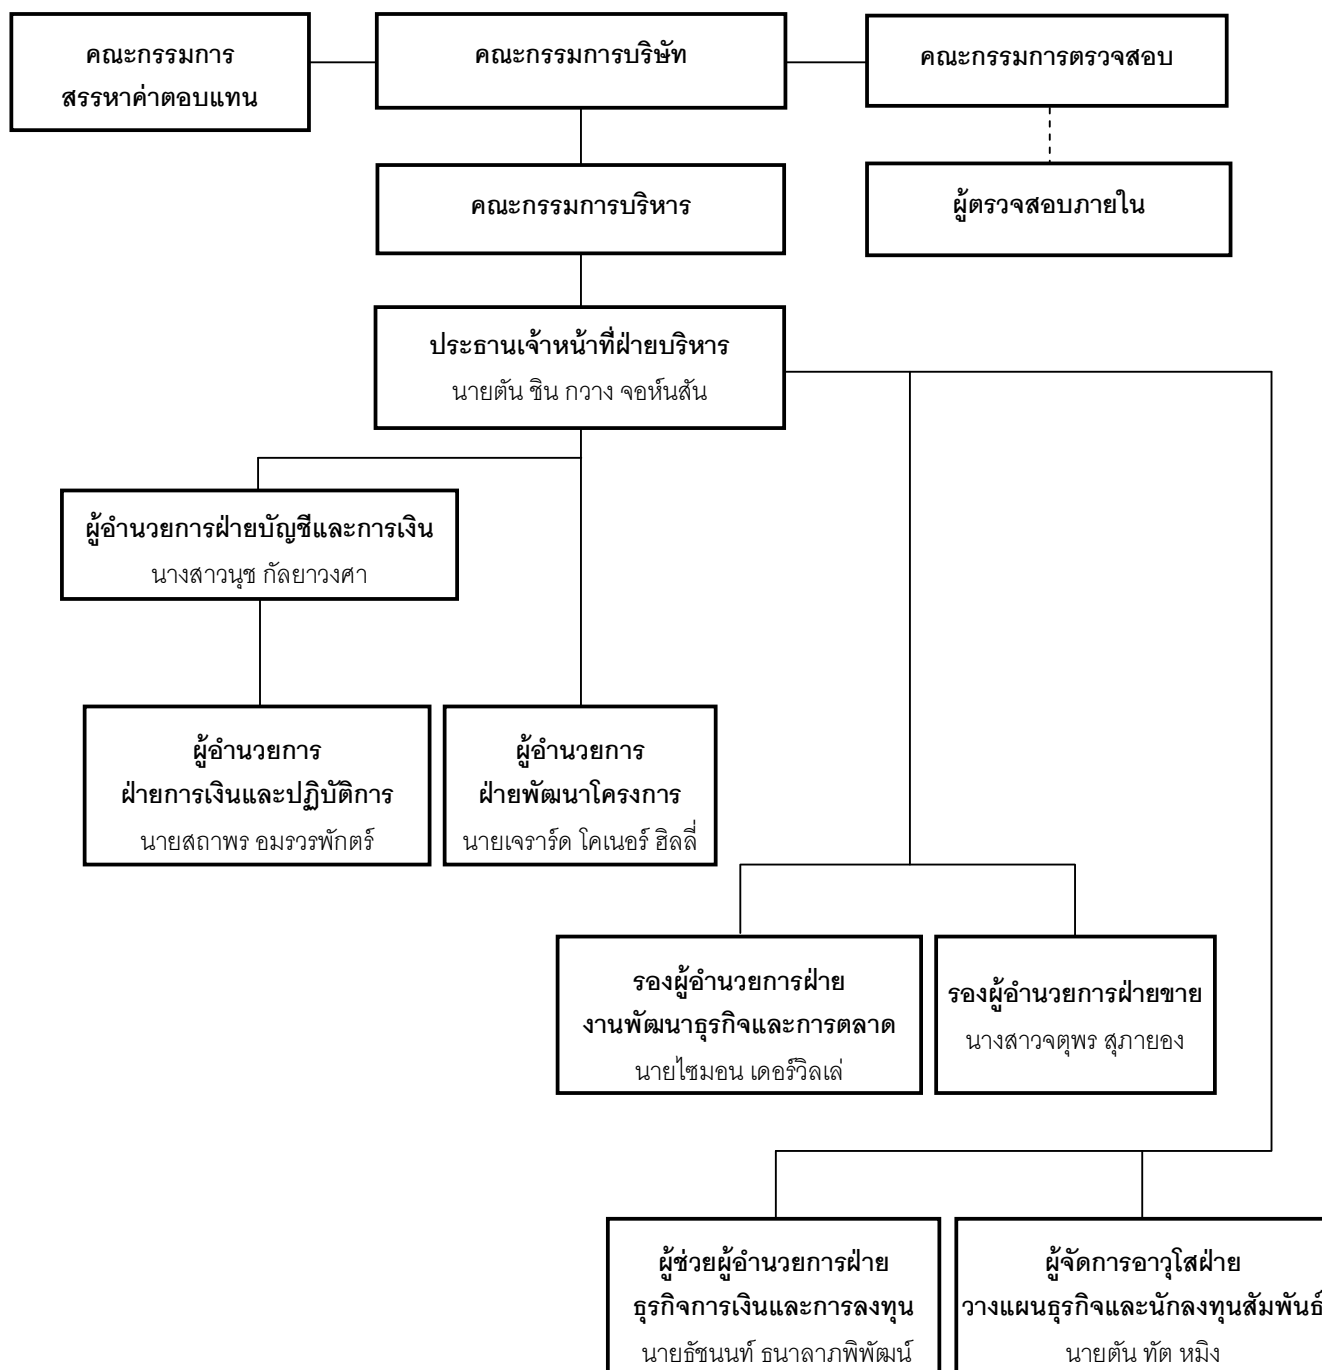 คณะกรรมการ
สรรหาค่าตอบแทน
คณะกรรมการบริษัท
คณะกรรมการตรวจสอบ
คณะกรรมการบริหาร
ผู้ตรวจสอบภายใน
ประธานเจ้าหน้าที่ฝ่ายบริหาร
นายตัน ชิน กวาง จอห์นสัน
ผู้อำนวยการฝ่ายบัญชีและการเงิน
นางสาวนุช กัลยาวงศา
ผู้อำนวยการ
ฝ่ายการเงินและปฏิบัติการ
นายสถาพร อมรวรพักตร์
ผู้อำนวยการ
ฝ่ายพัฒนาโครงการ
นายเจราร์ด โคเนอร์ ฮิลลี่
รองผู้อำนวยการฝ่าย
งานพัฒนาธุรกิจและการตลาด
นายไซมอน เดอร์วิลเล่
รองผู้อำนวยการฝ่ายขาย
นางสาวจตุพร สุภายอง
ผู้ช่วยผู้อำนวยการฝ่าย
ธุรกิจการเงินและการลงทุน
นายธัชนนท์ ธนาลาภพิพัฒน์
ผู้จัดการอาวุโสฝ่าย
วางแผนธุรกิจและนักลงทุนสัมพันธ์
นายตัน ทัต หมิง